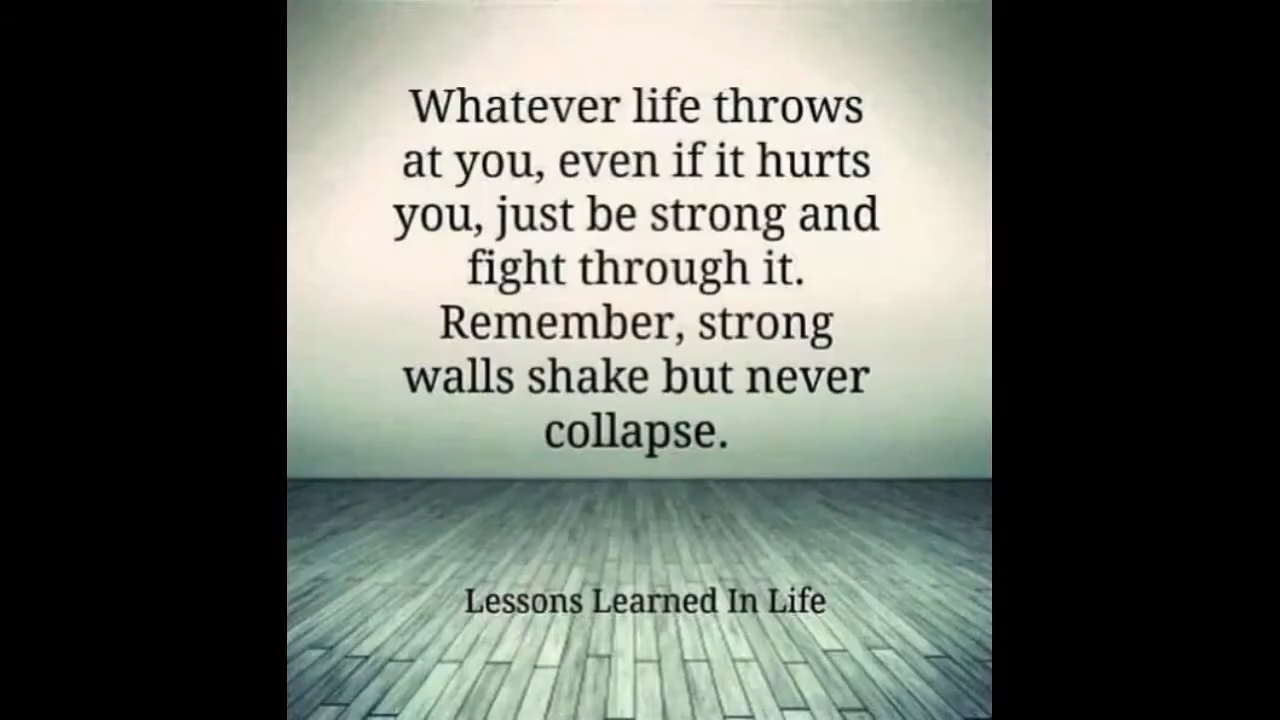 Whatever life throws
at you, even if it hurts
you, just be strong and
fight through it.
Remember, strong
walls shake but never
collapse.
Lessons Learned In Life